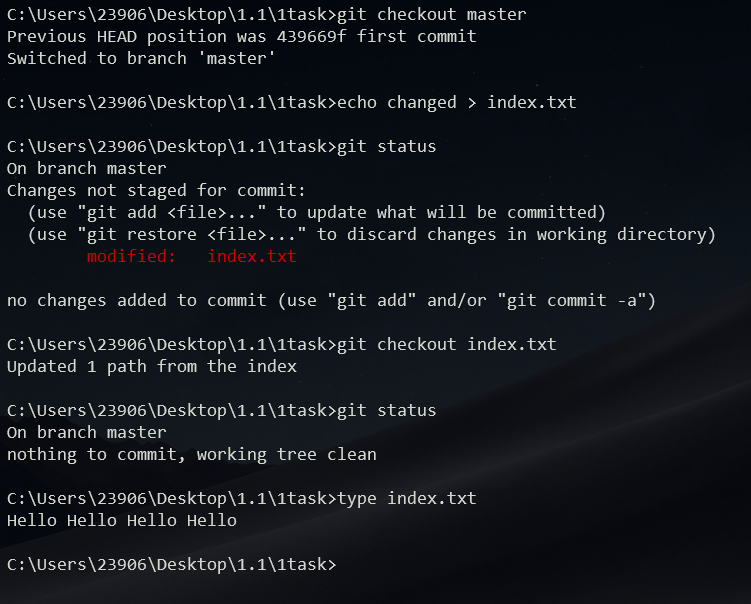 C:\Users\23906\Desktop\1.1\1task>git checkout master
Previous HEAD position was 439669f first commit
Switched to branch 'master'
C:\Users\23906\Desktop\1.1\1task>echo changed > index.txt
C:\Users\23906\Desktop\1.1\1task>git status
On branch master
Changes not staged for commit:
  (use "git add <file>..." to update what will be committed)
  (use "git restore <file>..." to discard changes in working directory)
        modified:   index.txt
no changes added to commit (use "git add" and/or "git commit -a")
C:\Users\23906\Desktop\1.1\1task>git checkout index.txt
Updated 1 path from the index
C:\Users\23906\Desktop\1.1\1task>git status
On branch master
nothing to commit, working tree clean
C:\Users\23906\Desktop\1.1\1task>type index.txt
Hello Hello Hello Hello
C:\Users\23906\Desktop\1.1\1task>